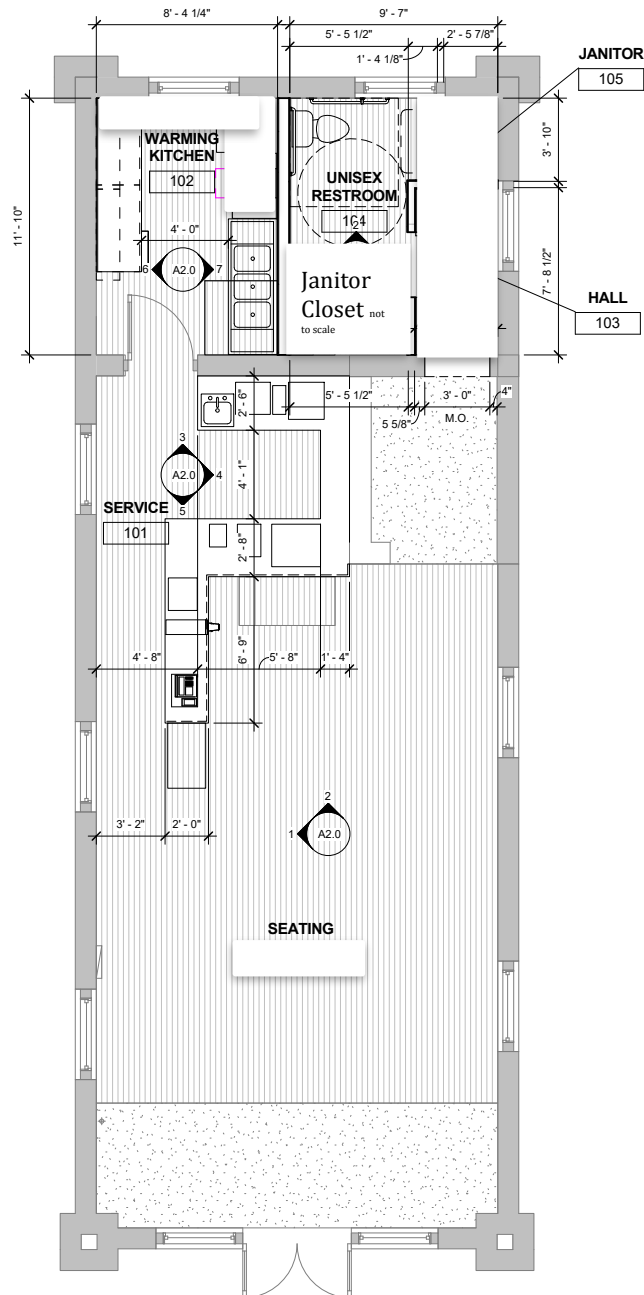 8' - 4 1/4"
9' - 7"
5' - 5 1/2"
2' - 5 7/8"
1' - 4 1/8"
JANITOR
105
WARMING
KITCHEN
102
UNISEX
RESTROOM
104
2
3' - 10"
11' - 10"
4' - 0"
6
A2.0
7
Janitor
Closet not
to scale
7' - 8 1/2"
HALL
103
2' - 6"
5' - 5 1/2"
5 5/8"
3' - 0"
M.O.
4"
3
A2.0
4
5
4' - 1"
SERVICE
101
2' - 8"
4' - 8"
6' - 9"
5' - 8"
1' - 4"
3' - 2"
2' - 0"
2
1
A2.0
SEATING